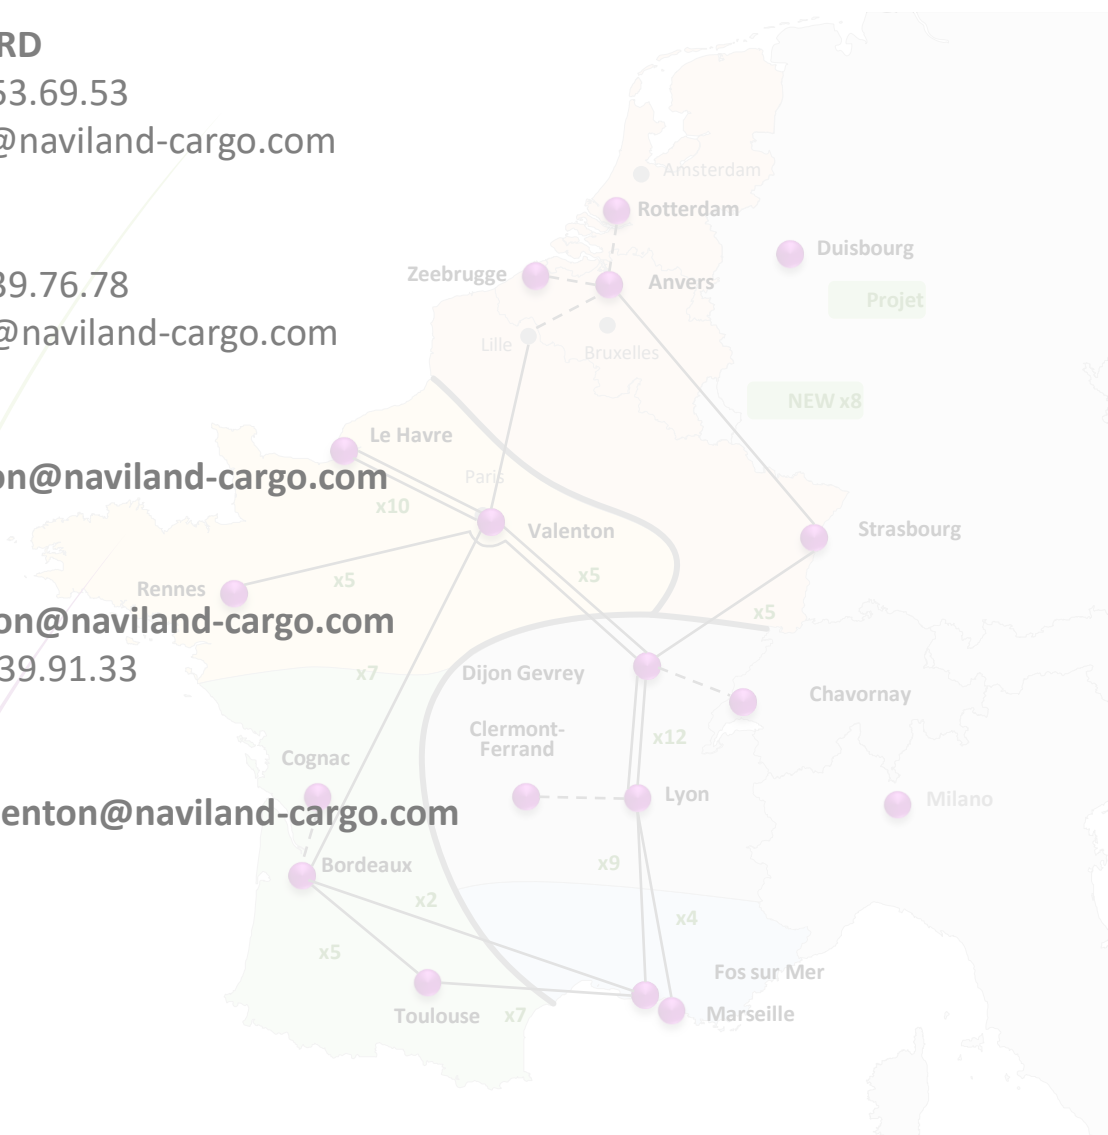 RD
53.69.53
@naviland-cargo.com
39.76.78
@naviland-cargo.com
on@naviland-cargo.com
on@naviland-cargo.com
39.91.33
enton@naviland-cargo.com
Amsterdam
Rotterdam
Duisbourg
Zeebrugge
Anvers
Projet
Lille
Bruxelles
NEW x8
Le Havre
Paris
x10
Valenton
Strasbourg
Rennes
x5
x5
x5
x7
Dijon Gevrey
Chavornay
Clermont-
Ferrand
x12
Cognac
Lyon
Milano
Bordeaux
x9
x2
x4
x5
Fos sur Mer
Toulouse
x7
Marseille